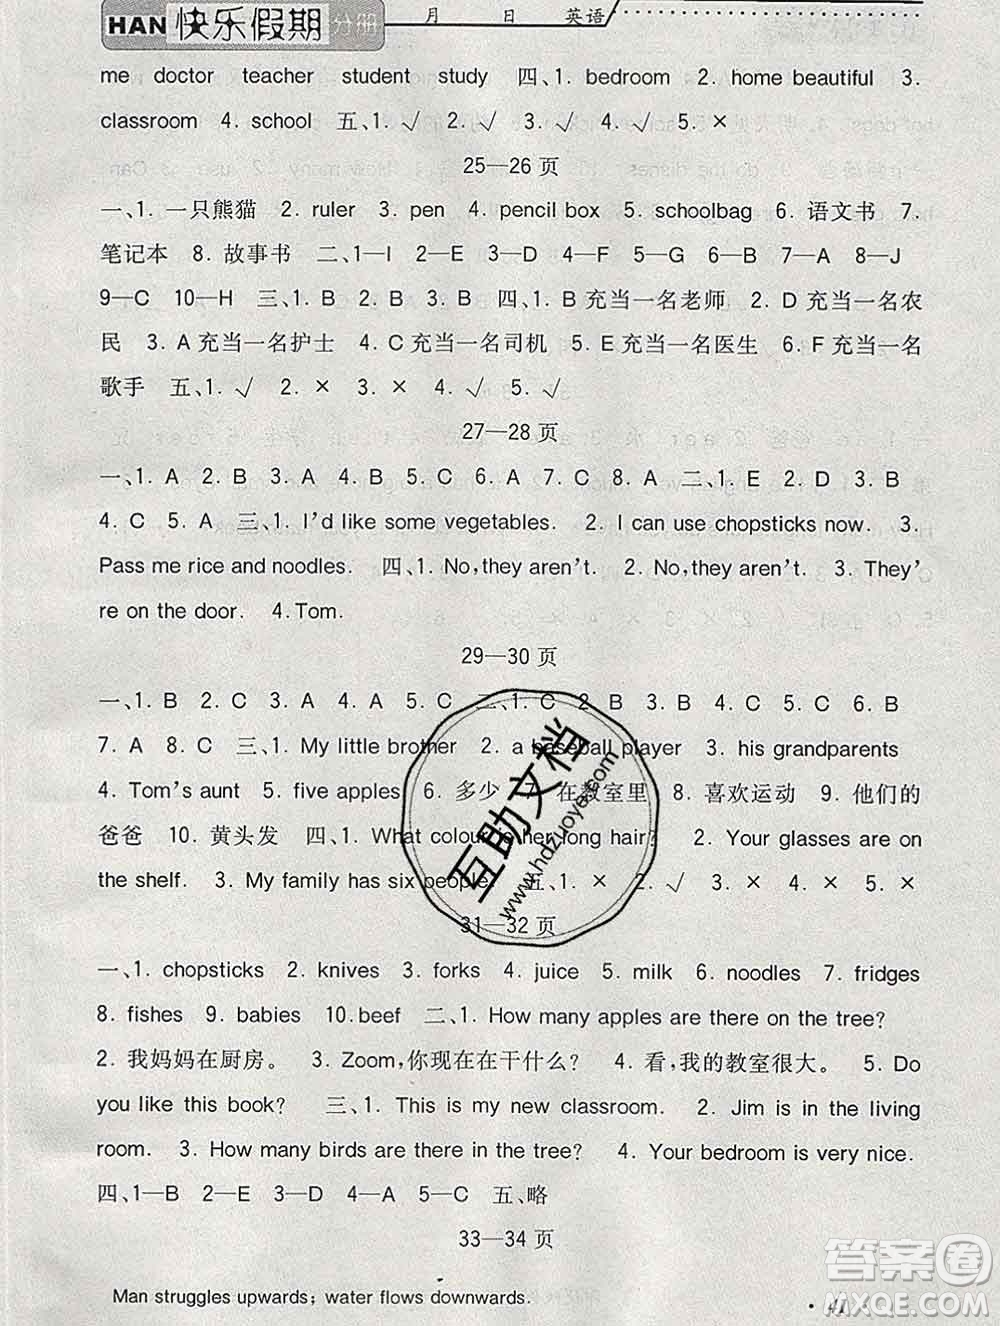 HAN 快乐假期 分册 月 日 英语
me doctor teacher student study 四、1. bedroom 2. home beautiful 3.
classroom 4. school 五、1. √ 2. √ 3. √ 4. √ 5. ×
25—26 页
一、1. 一只熊猫 2. ruler 3. pen 4. pencil box 5. schoolbag 6. 语文书 7.
笔记本 8. 故事书 二、1—I 2—E 3—D 4—F 5—G 6—B 7—A 8—J
9—C 10—H 三、1. B 2. B 3. B 四、1. B 充当一名老师 2. D 充当一名农
民 3. A 充当一名护士 4. C 充当一名司机 5. E 充当一名医生 6. F 充当一名
歌手 五、1. √ 2. × 3. × 4. √ 5. √
27—28 页
一、1. A 2. B 3. A 4. B 5. C 6. A 7. C 8. A 二、1. E 2. D 3. B
4. C 5. A 三、1. I'd like some vegetables. 2. I can use chopsticks now. 3.
Pass me rice and noodles. 四、1. No, they aren't. 2. No, they aren't. 3. They'
re on the door. 4. Tom.
29—30 页
一、1. B 2. C 3. A 4. A 5. C 二、1. C 2. B 3. B 4. C 5. A 6. B
7. A 8. C 三、1. My little brother 2. a baseball player 3. his grandparents
4. Tom's aunt 5. five apples 6. 多少 7. 在教室里 8. 喜欢运动 9. 他们的
爸爸 10. 黄头发 四、1. What colour is her long hair? 2. Your glasses are on
the shelf. 3. My family has six people. 五、1. × 2. √ 3. × 4. × 5. ×
31—32 页
一、1. chopsticks 2. knives 3. forks 4. juice 5. milk 6. noodles 7. fridges
8. fishes 9. babies 10. beef 二、1. How many apples are there on the tree?
2. 我妈妈在厨房。 3. Zoom,你现在在干什么? 4. 看,我的教室很大。 5. Do
you like this book? 三、1. This is my new classroom. 2. Jim is in the living
room. 3. How many birds are there in the tree? 4. Your bedroom is very nice.
四、1—B 2—E 3—D 4—A 5—C 五、略
33—34 页
Man struggles upwards; water flows downwards.
互助文档
www.hdzuoye.com
答案圈
MXQE.COM